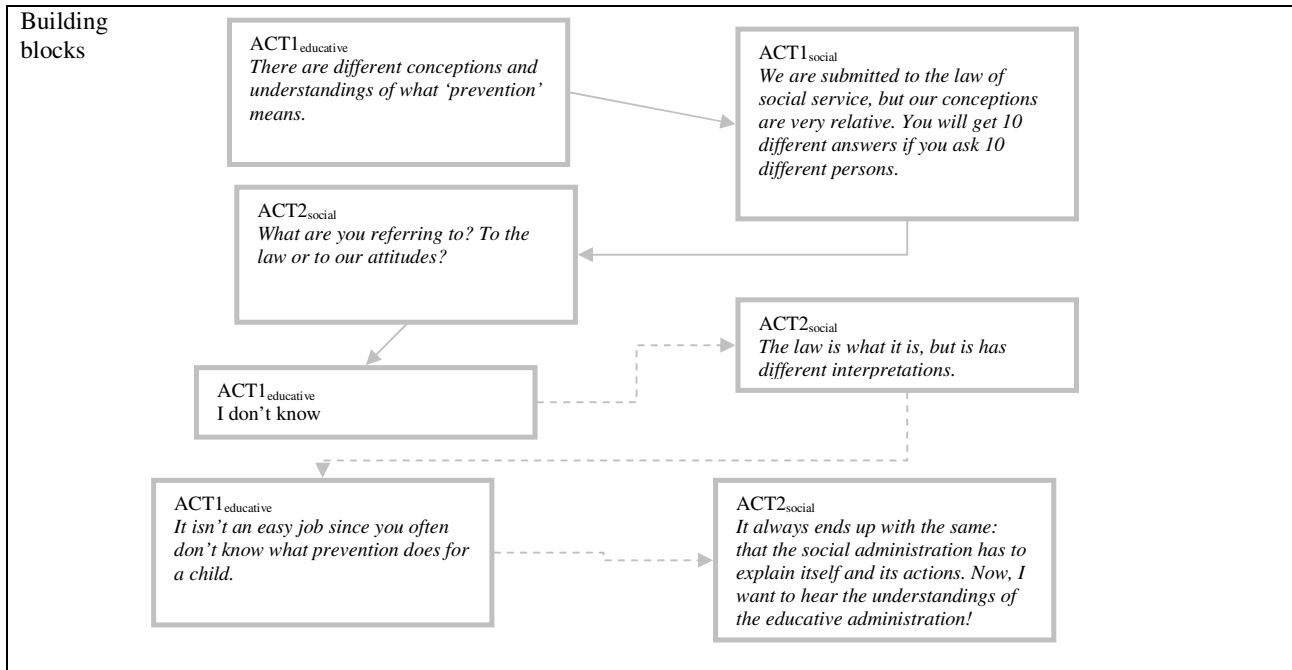 Building
blocks
ACT1educative
There are different conceptions and
understandings of what ‘prevention’
means.
ACT1social
We are submitted to the law of
social service, but our conceptions
are very relative. You will get 10
different answers if you ask 10
different persons.
ACT2social
What are you referring to? To the
law or to our attitudes?
ACT2social
The law is what it is, but is has
different interpretations.
ACT1educative
I don’t know
ACT1educative
It isn’t an easy job since you often
don’t know what prevention does for
a child.
ACT2social
It always ends up with the same:
that the social administration has to
explain itself and its actions. Now, I
want to hear the understandings of
the educative administration!